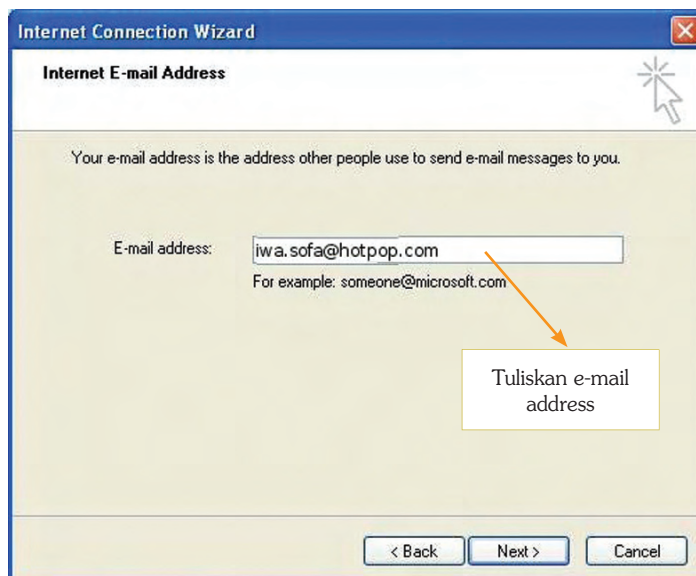 Internet Connection Wizard
Internet E-mail Address
Your e-mail address is the address other people use to send e-mail messages to you.
E-mail address:
iwa.sofa@hotpop.com
For example: someone@microsoft.com
Tuliskan e-mail
address
< Back
Next >
Cancel